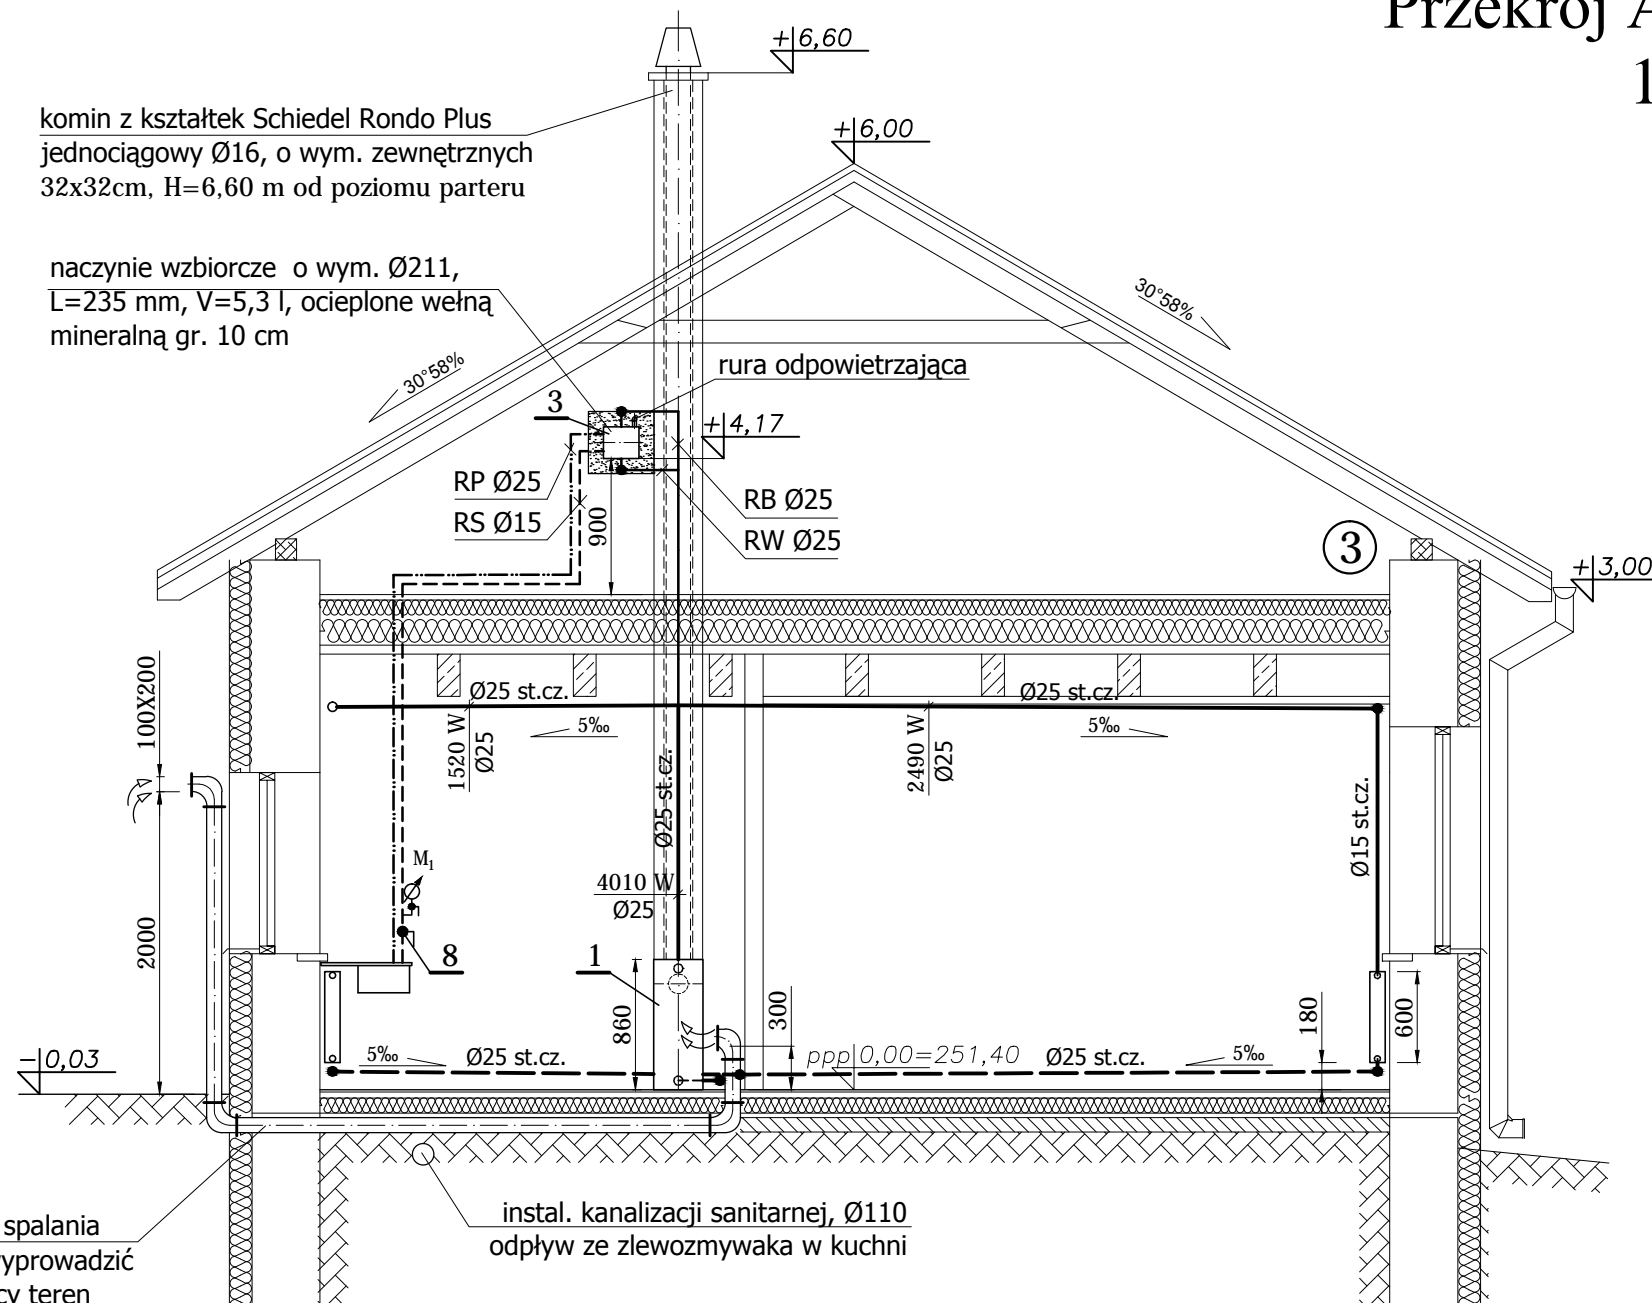 Przekrój A
1
+6,60
komin z kształtek Schiedel Rondo Plus
jednociągowy Ø16, o wym. zewnętrznych
32x32cm, H=6,60 m od poziomu parteru
+6,00
naczynie wzbiorcze o wym. Ø211,
L=235 mm, V=5,3 l, ocieplone wełną
mineralną gr. 10 cm
30°58%
30°58%
rura odpowietrzająca
3
+4,17
RP Ø25
RS Ø15
900
RB Ø25
RW Ø25
3
+3,00
100X200
Ø25 st.cz.
Ø25 st.cz.
1520 W
Ø25
5‰
2490 W
Ø25
5‰
Ø25 st.cz.
Ø15 st.cz.
M1
4010 W
Ø25
2000
8
1
860
300
180
600
-0,03
5‰
Ø25 st.cz.
ppp 0,00=251,40
Ø25 st.cz.
5‰
spalania
wyprowadzić
teren
instal. kanalizacji sanitarnej, Ø110
odpływ ze zlewozmywaka w kuchni